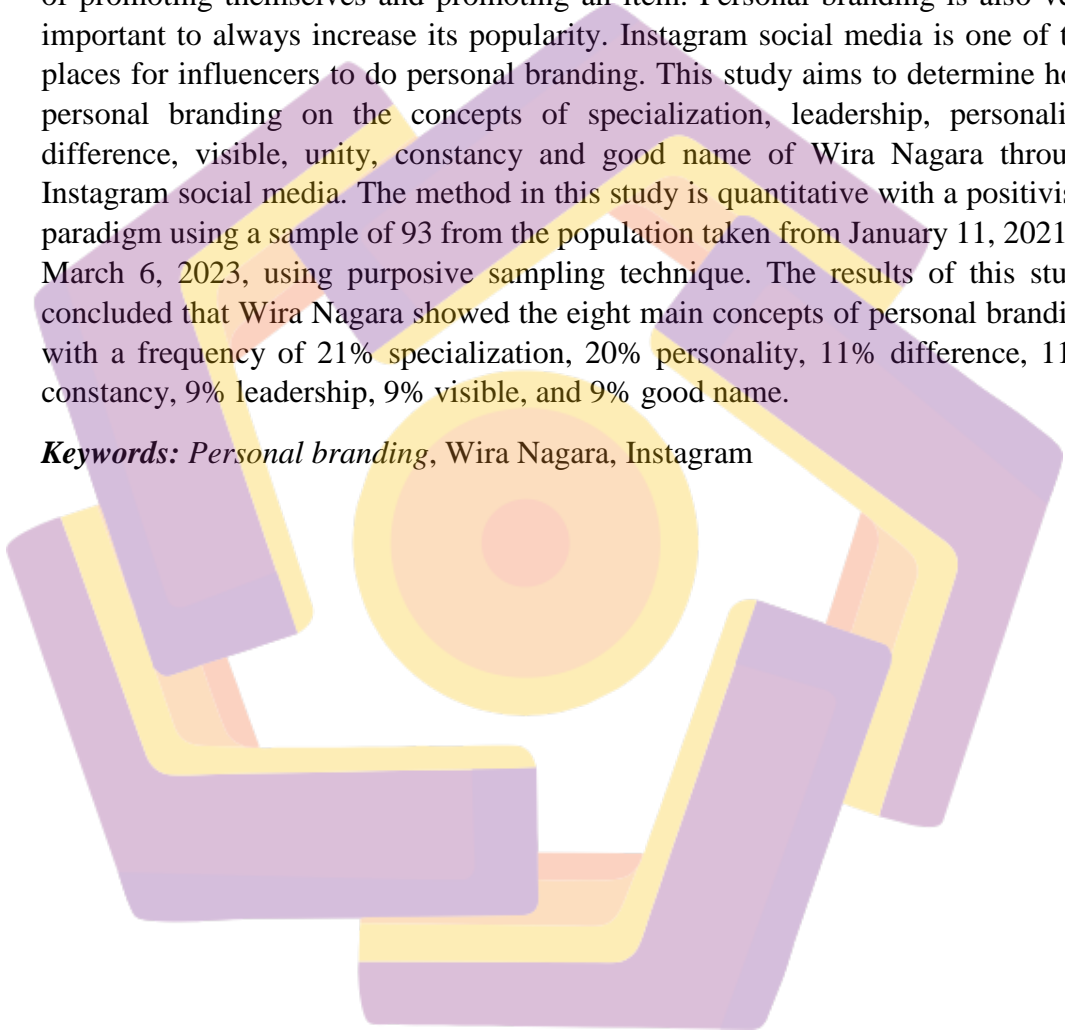 of promoting themselves and promoting an item. Personal branding is also ve
important to always increase its popularity. Instagram social media is one of t
places for influencers to do personal branding. This study aims to determine ho
personal branding on the concepts of specialization, leadership, personali
difference, visible, unity, constancy and good name of Wira Nagara throu
Instagram social media. The method in this study is quantitative with a positivis
paradigm using a sample of 93 from the population taken from January 11, 2021
March 6, 2023, using purposive sampling technique. The results of this stu
concluded that Wira Nagara showed the eight main concepts of personal brandi
with a frequency of 21% specialization, 20% personality, 11% difference, 11
constancy, 9% leadership, 9% visible, and 9% good name.
Keywords: Personal branding, Wira Nagara, Instagram